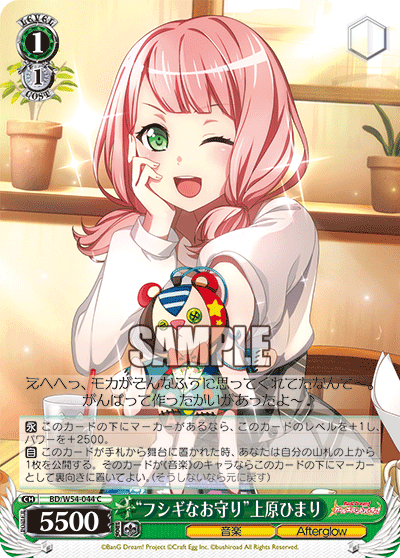 LEVEL
1
1
COST
SAMPLE
えへへっ、モカがそんなふうに思ってくれてたなんて〜。
がんばって作ったかいがあったよ〜♪
永 このカードの下にマーカーがあるなら、このカードのレベルを+1し、
パワーを+2500。
自 このカードが手札から舞台に置かれた時、あなたは自分の山札の上から
1枚を公開する。そのカードが《音楽》のキャラならこのカードの下にマーカーと
して裏向きに置いてよい。(そうしないなら元に戻す)
CH BD/W54-044 C
5500
“フシギなお守り”上原ひまり
音楽 Afterglow
©BanG Dream! Project ©Craft Egg Inc. ©bushiroad All Rights Reserved.